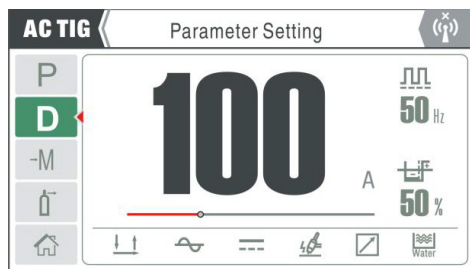 AC TIG
Parameter Setting
P
D
-M
100
A
50 Hz
50 %
Water